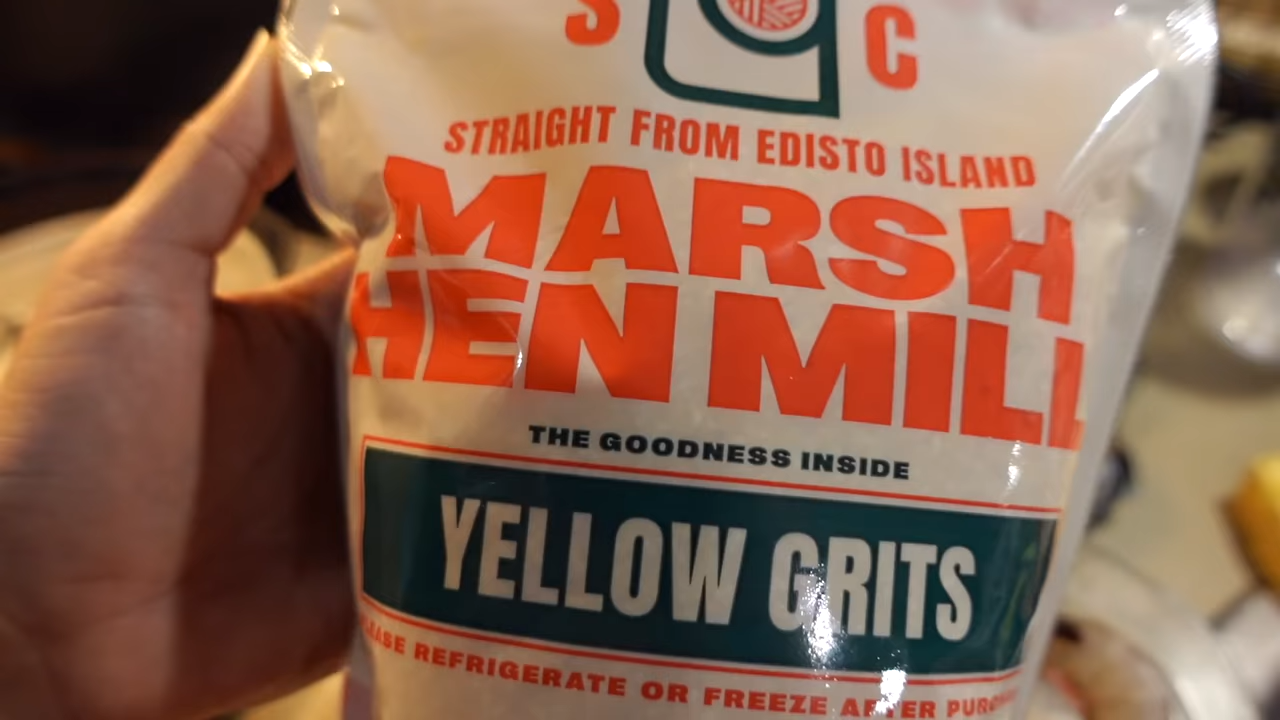 S C
STRAIGHT FROM EDISTO ISLAND
MARSH
HEN MILL
THE GOODNESS INSIDE
YELLOW GRITS
REFRIGERATE OR FREEZE AFTER